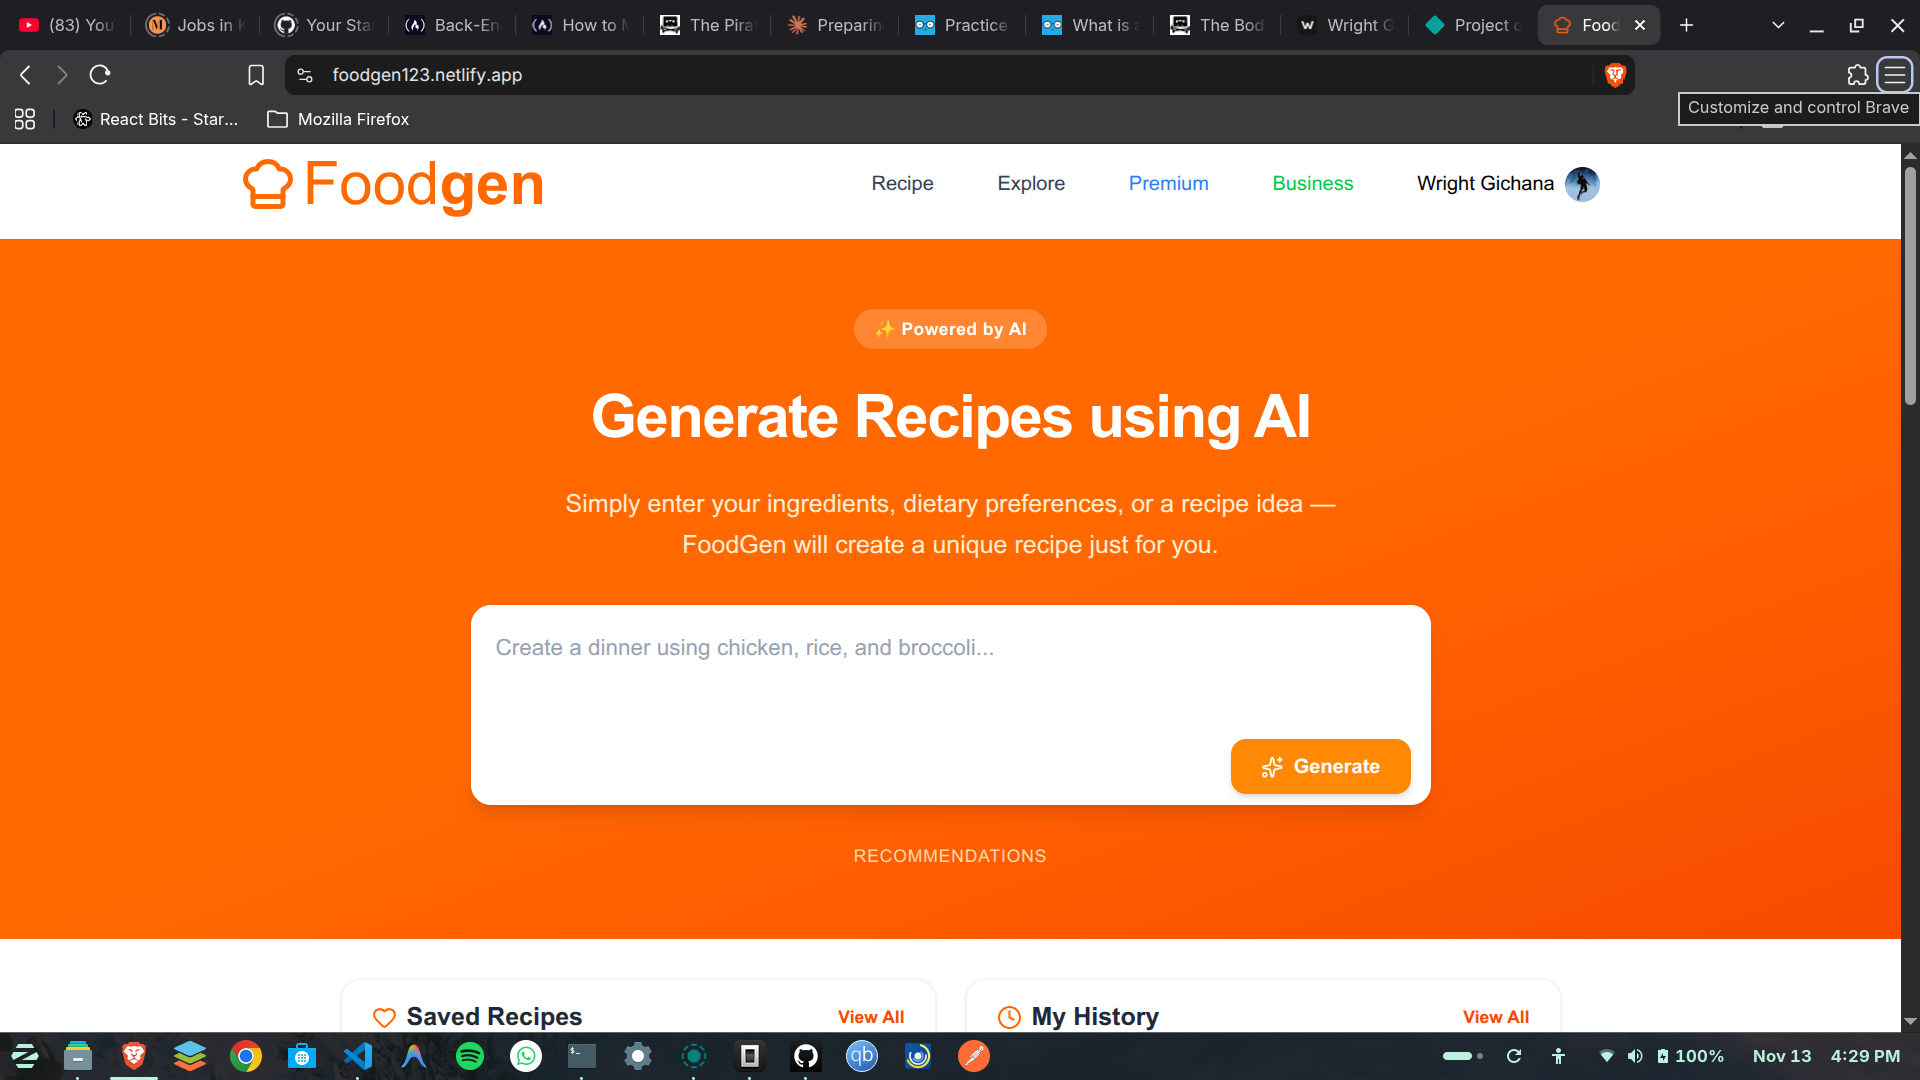 (83) You
Jobs in K
Your Sta
Back-En
How to M
The Pira
Preparin
Practice
What is a
The Bod
Wright G
Project o
Food
foodgen123.netlify.app
Customize and control Brave
React Bits - Star...
Mozilla Firefox
Foodgen
Recipe
Explore
Premium
Business
Wright Gichana
✨ Powered by AI
Generate Recipes using AI
Simply enter your ingredients, dietary preferences, or a recipe idea —
FoodGen will create a unique recipe just for you.
Create a dinner using chicken, rice, and broccoli...
Generate
RECOMMENDATIONS
Saved Recipes
View All
My History
View All
qb
100%
Nov 13
4:29 PM